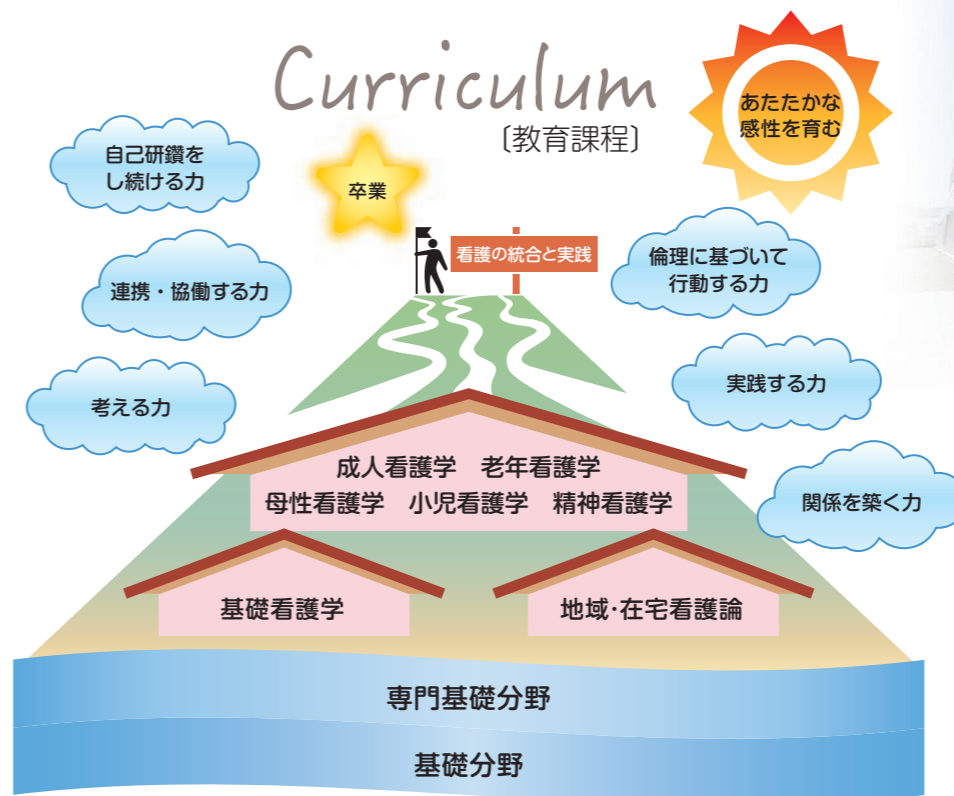 Curriculum
〔教育課程〕
あたたかな
感性を育む
自己研鑽を
し続ける力
卒業
看護の統合と実践
倫理に基づいて
行動する力
連携・協働する力
実践する力
考える力
関係を築く力
成人看護学　老年看護学
母性看護学　小児看護学　精神看護学
基礎看護学
地域・在宅看護論
専門基礎分野
基礎分野